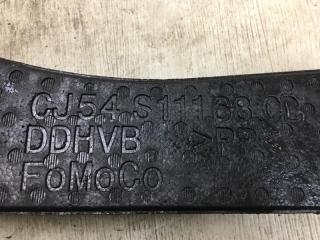 CJ54 S11168 CC
DDHVB >PP
FoMoCo